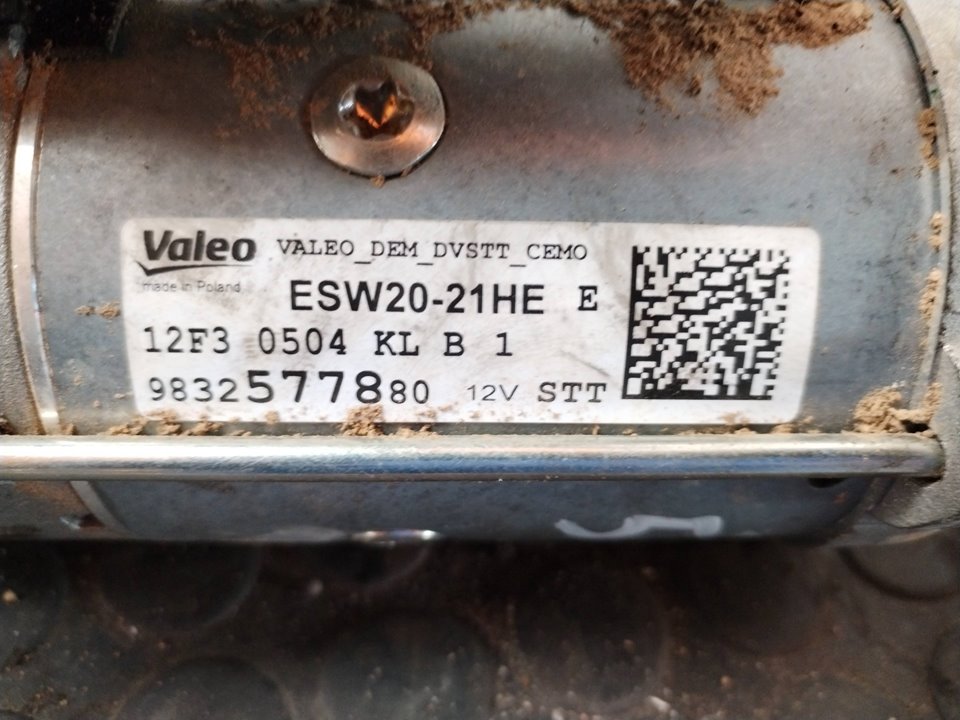 Valeo VALEO_DEM_DVSTT_CEMO
made in Poland ESW20-21HE E
12F3 0504 KL B 1
9832577880 12V STT